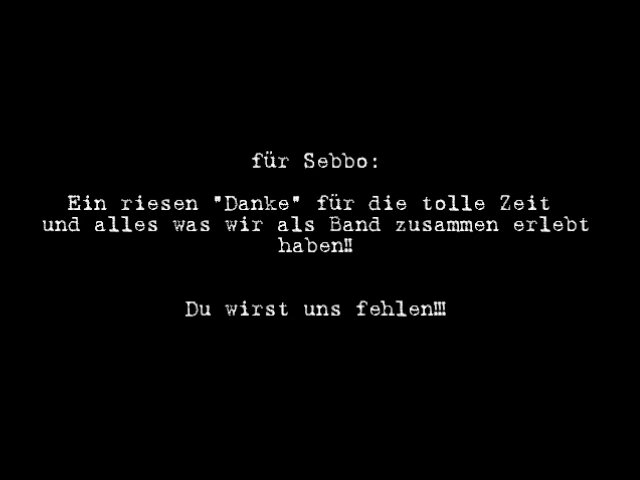 für Sebbo:
Ein riesen "Danke" für die tolle Zeit
und alles was wir als Band zusammen erlebt
haben!!
Du wirst uns fehlen!!!